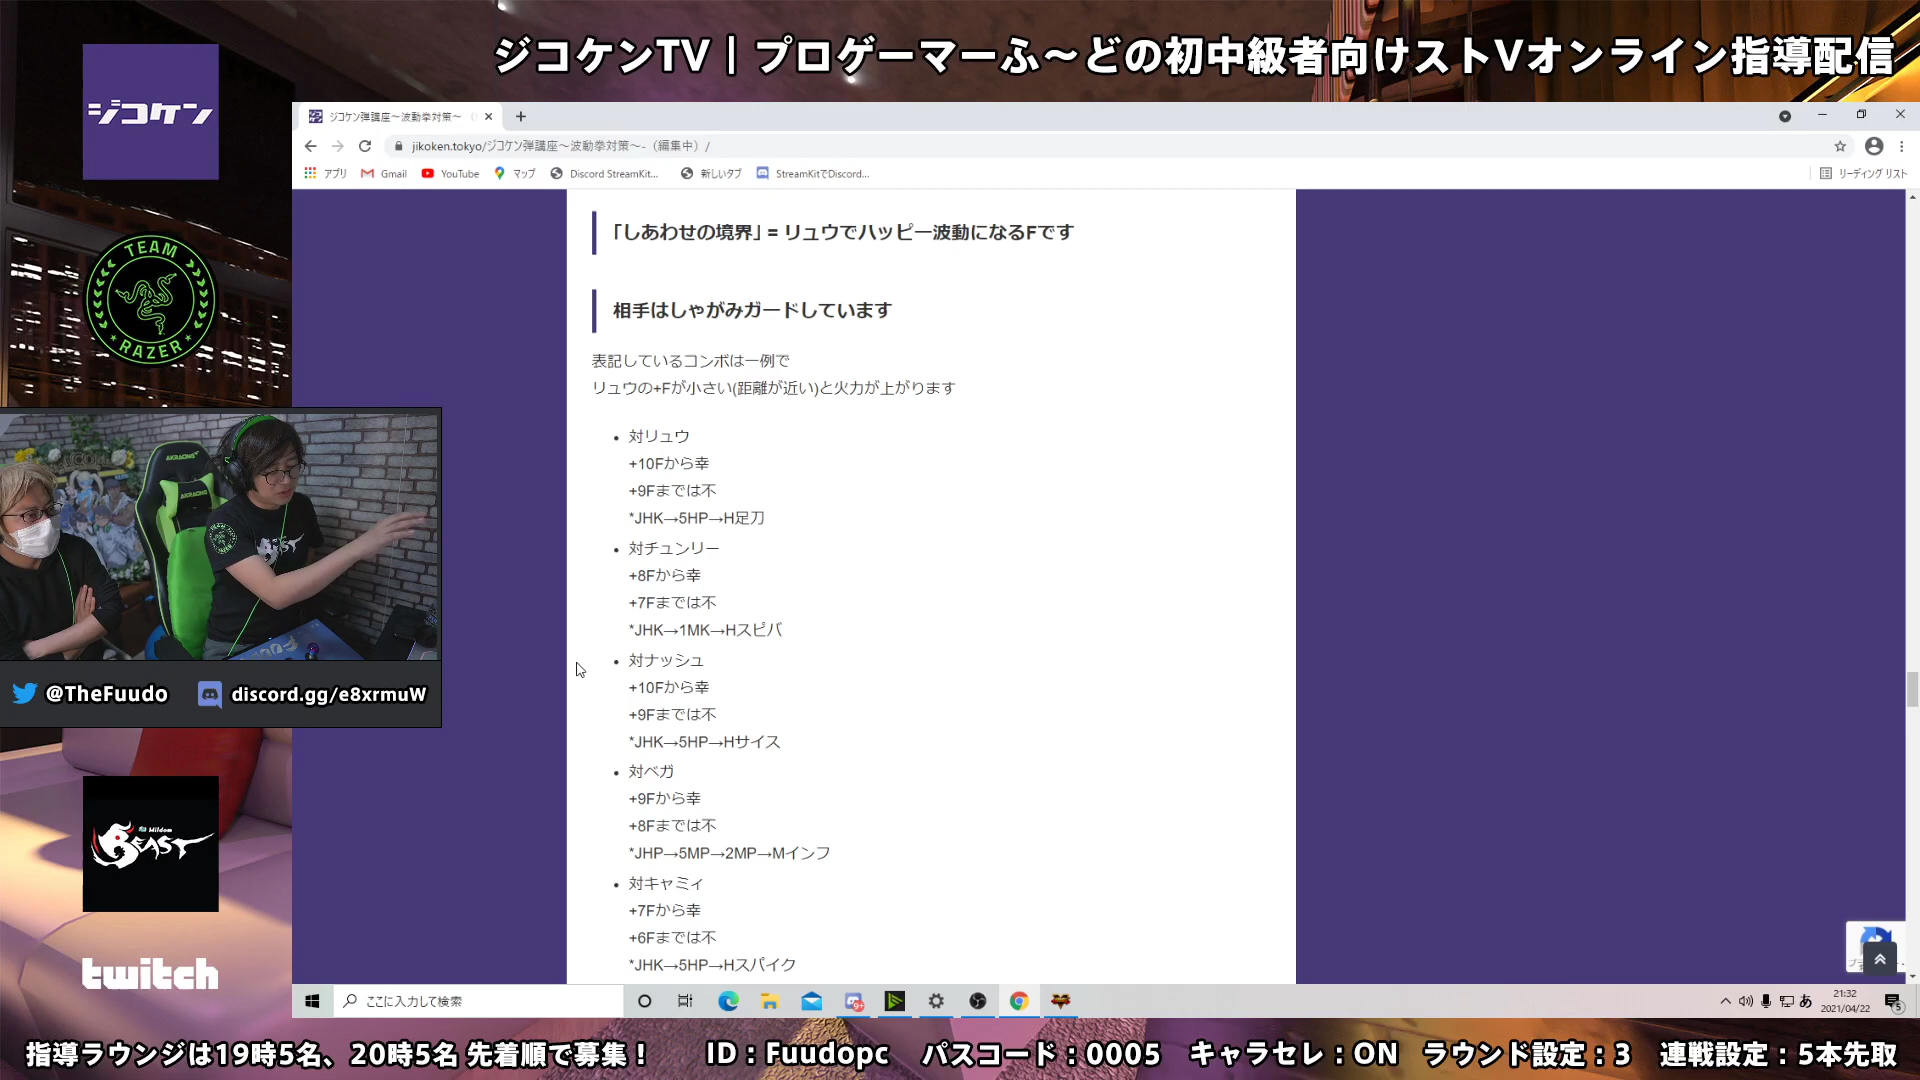 ジコケンTV｜プロゲーマーふ～どの初中級者向けストVオンライン指導配信
ジコケン
ジコケン弾講座～波動拳対策～
jikoken.tokyo/ジコケン弾講座～波動拳対策～-（編集中）/
アプリ Gmail YouTube マップ Discord StreamKit... 新しいタブ StreamKitでDiscord... リーディング リスト
TEAM
RAZER
「しあわせの境界」= リュウでハッピー波動になるFです
相手はしゃがみガードしています
表記しているコンボは一例で
リュウの+Fが小さい(距離が近い)と火力が上がります
• 対リュウ
+10Fから幸
+9Fまでは不
*JHK→5HP→H足刀
• 対チュンリー
+8Fから幸
+7Fまでは不
*JHK→1MK→Hスピバ
• 対ナッシュ
+10Fから幸
+9Fまでは不
*JHK→5HP→Hサイス
• 対ベガ
+9Fから幸
+8Fまでは不
*JHP→5MP→2MP→Mインフ
• 対キャミィ
+7Fから幸
+6Fまでは不
*JHK→5HP→Hスパイク
AKRACING
AKRACING
BEAST
@TheFuudo discord.gg/e8xrmuW
Mildom
BEAST
twitch
ここに入力して検索
9+
あ
21:32
2021/04/22
5
指導ラウンジは19時5名、20時5名 先着順で募集！ ID：Fuudopc パスコード：0005 キャラセレ：ON ラウンド設定：3 連戦設定：5本先取